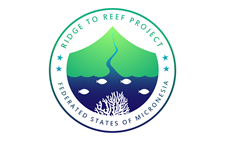 RIDGE TO REEF PROJECT
FEDERATED STATES OF MICRONESIA